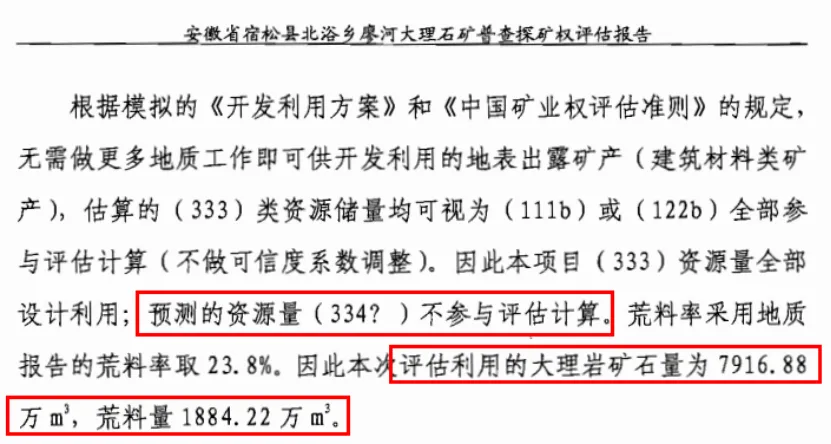 安徽省宿松县北浴乡廖河大理石矿普查探矿权评估报告
根据模拟的《开发利用方案》和《中国矿业权评估准则》的规定，
无需做更多地质工作即可供开发利用的地表出露矿产（建筑材料类矿
产），估算的（333）类资源储量均可视为（111b）或（122b）全部参
与评估计算（不做可信度系数调整）。因此本项目（333）资源量全部
设计利用；预测的资源量（334？）不参与评估计算。荒料率采用地质
报告的荒料率取 23.8%。因此本次评估利用的大理岩矿石量为 7916.88
万 m³，荒料量 1884.22 万 m³。